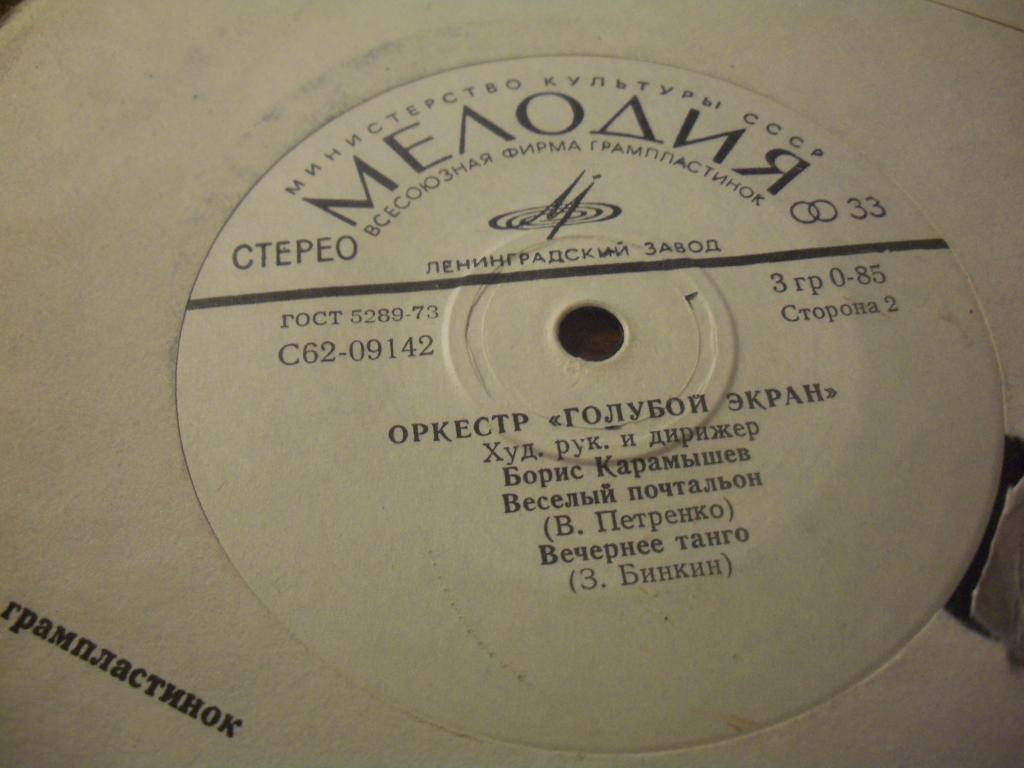 МИНИСТЕРСТВО КУЛЬТУРЫ СССР
МЕЛОДИЯ
ВСЕСОЮЗНАЯ ФИРМА ГРАМПЛАСТИНОК
СТЕРЕО
33
ЛЕНИНГРАДСКИЙ ЗАВОД
ГОСТ 5289-73
3 гр 0-85
С62-09142
Сторона 2
ОРКЕСТР «ГОЛУБОЙ ЭКРАН»
Худ. рук. и дирижер
Борис Карамышев
Веселый почтальон
(В. Петренко)
Вечернее танго
(З. Бинкин)
грампластинок